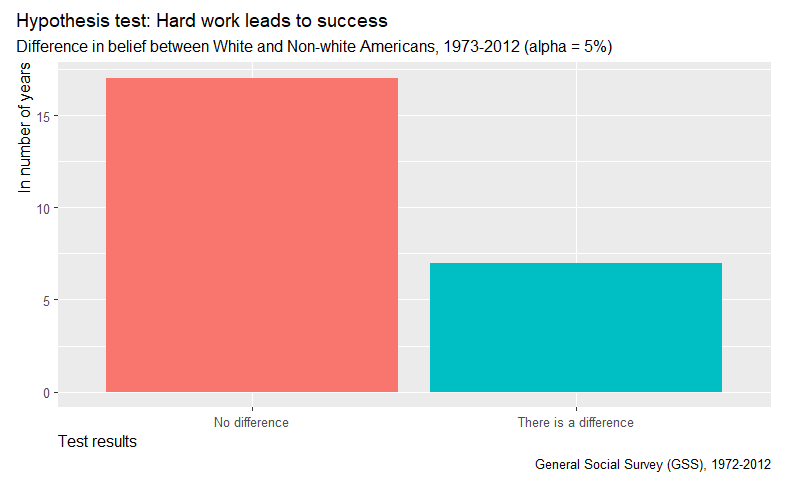 Hypothesis test: Hard work leads to success
Difference in belief between White and Non-white Americans, 1973-2012 (alpha = 5%)
In number of years
15
10
5
0
No difference
There is a difference
Test results
General Social Survey (GSS), 1972-2012